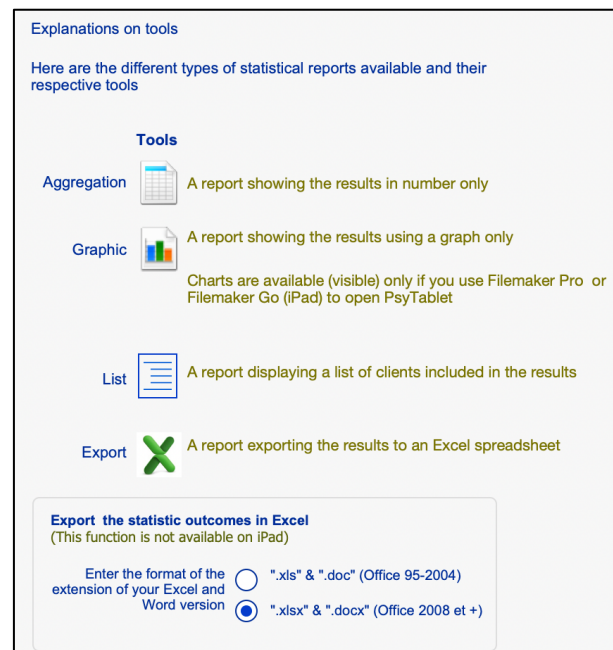 Explanations on tools
Here are the different types of statistical reports available and their
respective tools
Tools
Aggregation
A report showing the results in number only
Graphic
A report showing the results using a graph only
Charts are available (visible) only if you use Filemaker Pro or
Filemaker Go (iPad) to open PsyTablet
List
A report displaying a list of clients included in the results
Export
A report exporting the results to an Excel spreadsheet
Export the statistic outcomes in Excel
(This function is not available on iPad)
Enter the format of the
extension of your Excel and
Word version
".xls" & ".doc" (Office 95-2004)
".xlsx" & ".docx" (Office 2008 et +)